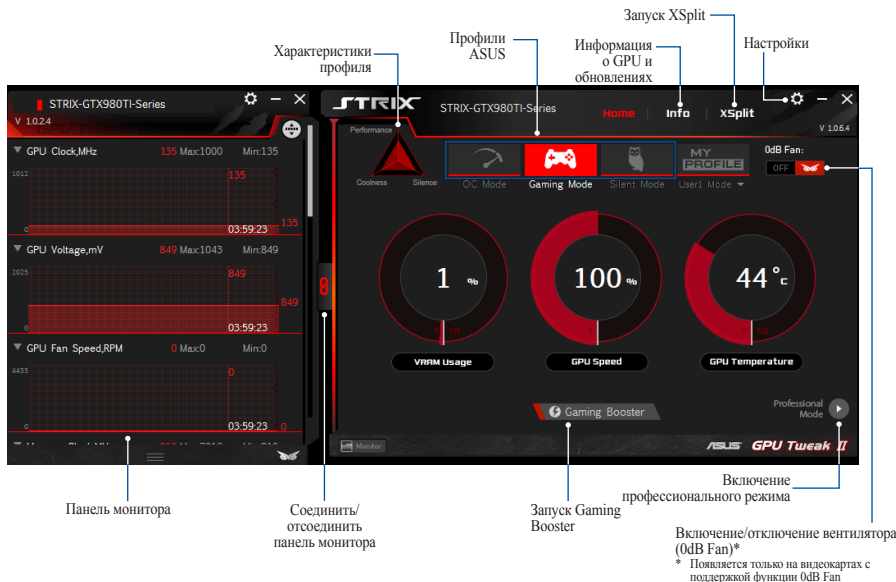 Запуск XSplit
Характеристики
профиля
Профили
ASUS
Информация
о GPU и
обновлениях
Настройки
STRIX-GTX980TI-Series
V 1.0.2.4
GPU Clock,MHz 135 Max:1000 Min:135
1012
135
135
0
03:59:23
GPU Voltage,mV 849 Max:1043 Min:849
2025
849
849
0
03:59:23
GPU Fan Speed,RPM 0 Max:0 Min:0
4455
0
0
03:59:23
0
STRIX
STRIX-GTX980TI-Series
Home Info XSplit
V 1.0.6.4
Performance
Coolness Silence
OC Mode
Gaming Mode
Silent Mode
MY
PROFILE
User1 Mode
0dB Fan:
OFF
1 %
0 100
VRAM Usage
100 %
0 100
GPU Speed
44°c
0 100
GPU Temperature
Gaming Booster
Professional
Mode
Monitor
ASUS GPU Tweak II
Панель монитора
Соединить/
отсоединить
панель монитора
Запуск Gaming
Booster
Включение
профессионального режима
Включение/отключение вентилятора
(0dB Fan)*
* Появляется только на видеокартах с
поддержкой функции 0dB Fan